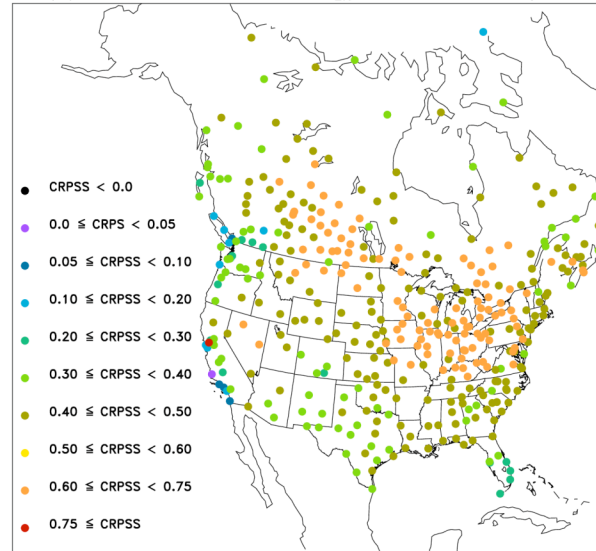 CRPSS < 0.0
0.0 ≦ CRPS < 0.05
0.05 ≦ CRPSS < 0.10
0.10 ≦ CRPSS < 0.20
0.20 ≦ CRPSS < 0.30
0.30 ≦ CRPSS < 0.40
0.40 ≦ CRPSS < 0.50
0.50 ≦ CRPSS < 0.60
0.60 ≦ CRPSS < 0.75
0.75 ≦ CRPSS